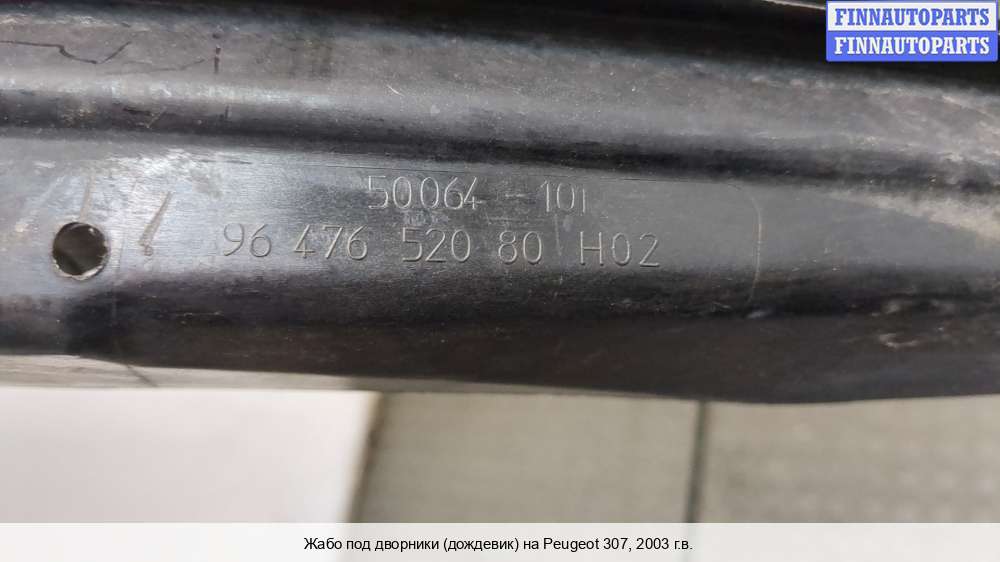 FINNAUTOPARTS
FINNAUTOPARTS
50064-101
96 476 520 80 H02
Жабо под дворники (дождевик) на Peugeot 307, 2003 г.в.